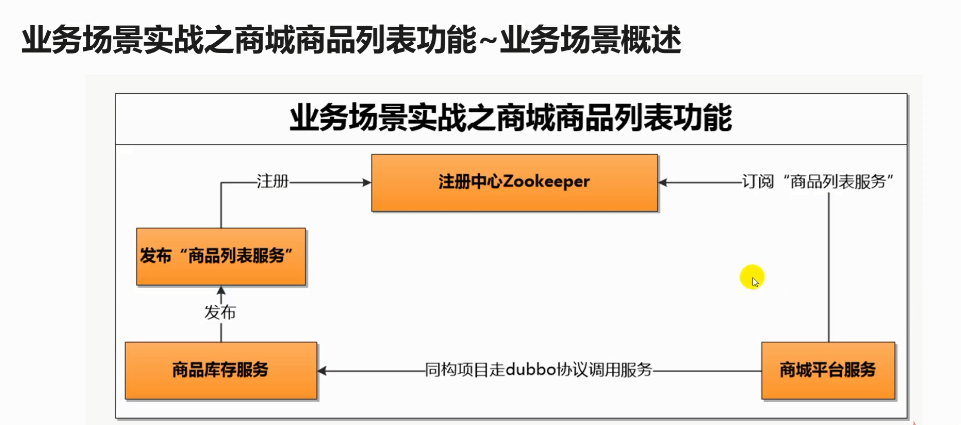 业务场景实战之商城商品列表功能~业务场景概述
业务场景实战之商城商品列表功能
注册
注册中心Zookeeper
订阅“商品列表服务”
发布“商品列表服务”
发布
商品库存服务
同构项目走dubbo协议调用服务
商城平台服务